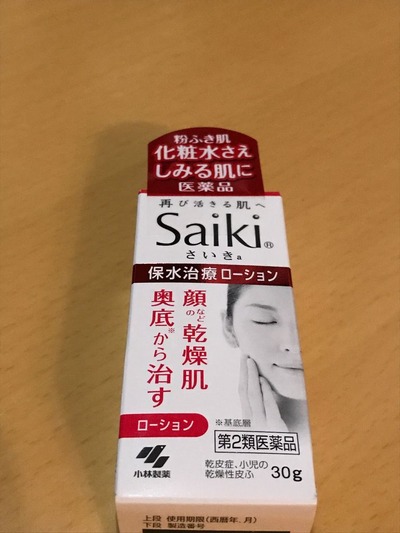 粉ふき肌
化粧水さえ
しみる肌に
医薬品
再び活きる肌へ
Saiki®
さいきa
保水治療ローション
顔などの乾燥肌
奥底※から治す
ローション
※基底層
第2類医薬品
小林製薬
乾皮症、小児の
乾燥性皮ふ
30g
上段 使用期限(西暦年、月)
下段 製造番号